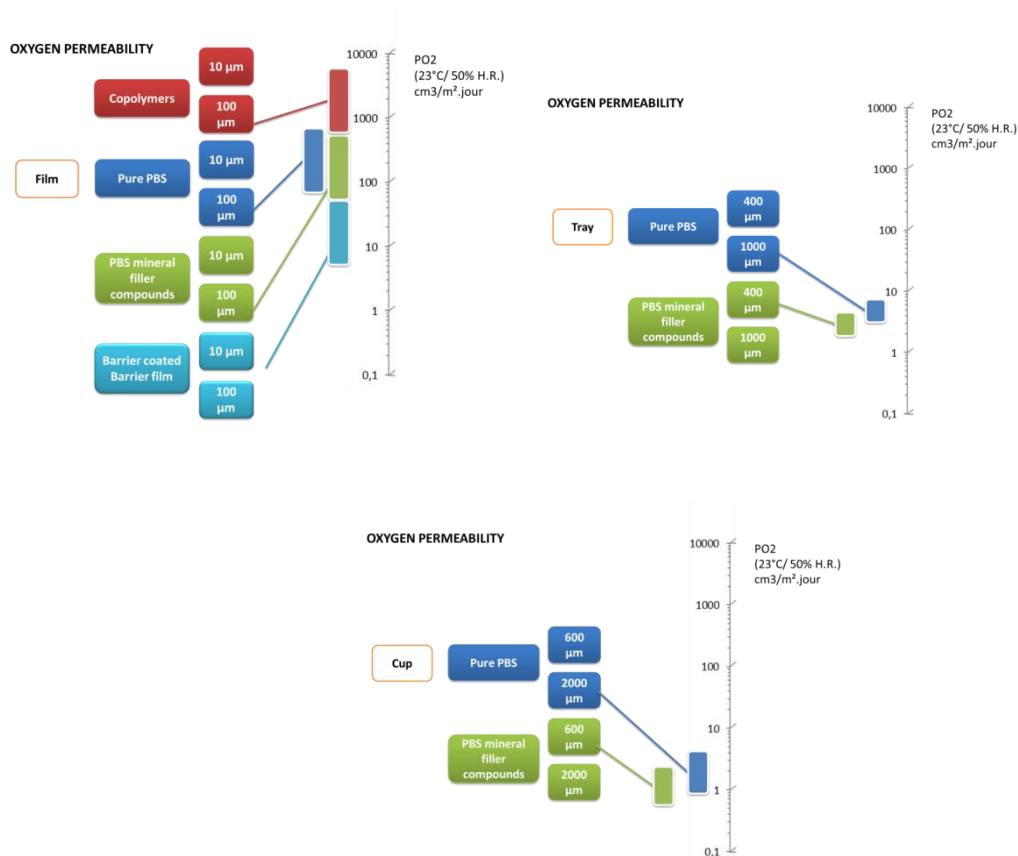 OXYGEN PERMEABILITY
Copolymers
10 µm
100
µm
Film
Pure PBS
10 µm
100
µm
PBS mineral
filler
compounds
10 µm
100
µm
Barrier coated
Barrier film
10 µm
100
µm
10000
1000
100
10
1
0,1
PO2
(23°C/ 50% H.R.)
cm3/m².jour
OXYGEN PERMEABILITY
Tray
Pure PBS
400
µm
1000
µm
PBS mineral
filler
compounds
400
µm
1000
µm
10000
1000
100
10
1
0,1
PO2
(23°C/ 50% H.R.)
cm3/m².jour
OXYGEN PERMEABILITY
Cup
Pure PBS
600
µm
2000
µm
PBS mineral
filler
compounds
600
µm
2000
µm
10000
1000
100
10
1
0,1
PO2
(23°C/ 50% H.R.)
cm3/m².jour